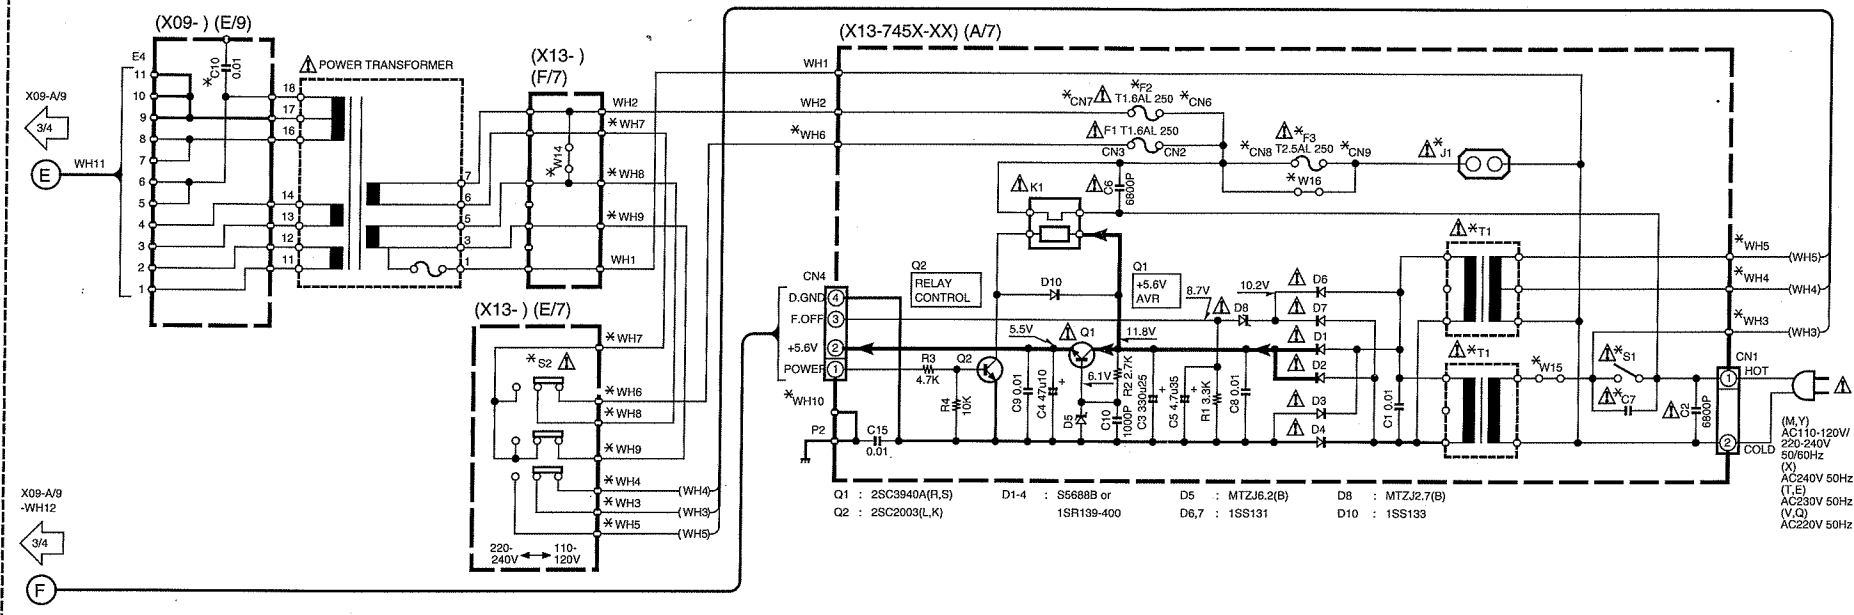 (X09- ) (E/9)
E4
11
10
9
8
7
6
5
4
3
2
1
*C10
0.01
X09-A/9
3/4
E
WH11
POWER TRANSFORMER
18
17
16
14
13
12
11
7
6
5
3
1
(X13- )
(F/7)
*W14
WH2
*WH7
*WH8
*WH9
WH1
(X13- ) (E/7)
*S2
*WH7
*WH6
*WH8
*WH9
*WH4
(WH4)
*WH3
(WH3)
*WH5
(WH5)
220-
240V
110-
120V
X09-A/9
-WH12
3/4
F
(X13-745X-XX) (A/7)
WH1
WH2
*WH6
*F2
*CN7
T1.6AL 250
*CN6
F1 T1.6AL 250
CN3
CN2
*F3
*CN8
T2.5AL 250
*CN9
*W16
*J1
K1
C6
6800P
CN4
D.GND
4
F.OFF
3
+5.6V
2
POWER
1
*WH10
P2
C15
0.01
Q2
RELAY
CONTROL
D10
Q1
+5.6V
AVR
8.7V
10.2V
D6
D8
D7
D1
D2
D3
D4
5.5V
Q1
11.8V
6.1V
R3
4.7K
Q2
R4
10K
C9 0.01
C4 47u10
+
D5
R2 2.7K
C10
1000P
C3 330u25
+
C5 4.7u35
+
R1 3.3K
C8 0.01
C1 0.01
*T1
*T1
*W15
*S1
*C7
C2
6800P
*WH5
(WH5)
*WH4
(WH4)
*WH3
(WH3)
CN1
HOT
1
2
COLD
(M,Y)
AC110-120V/
220-240V
50/60Hz
(X)
AC240V 50Hz
(T,E)
AC230V 50Hz
(V,Q)
AC220V 50Hz
Q1 : 2SC3940A(R,S)
Q2 : 2SC2003(L,K)
D1-4 : S5688B or
1SR139-400
D5 : MTZJ6.2(B)
D6,7 : 1SS131
D8 : MTZJ2.7(B)
D10 : 1SS133